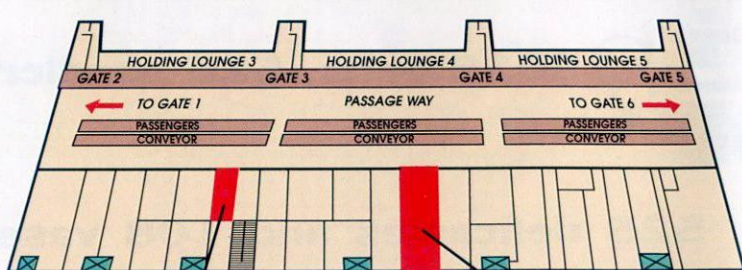 HOLDING LOUNGE 3
HOLDING LOUNGE 4
HOLDING LOUNGE 5
GATE 2
GATE 3
GATE 4
GATE 5
TO GATE 1
PASSAGE WAY
TO GATE 6
PASSENGERS
CONVEYOR
PASSENGERS
CONVEYOR
PASSENGERS
CONVEYOR